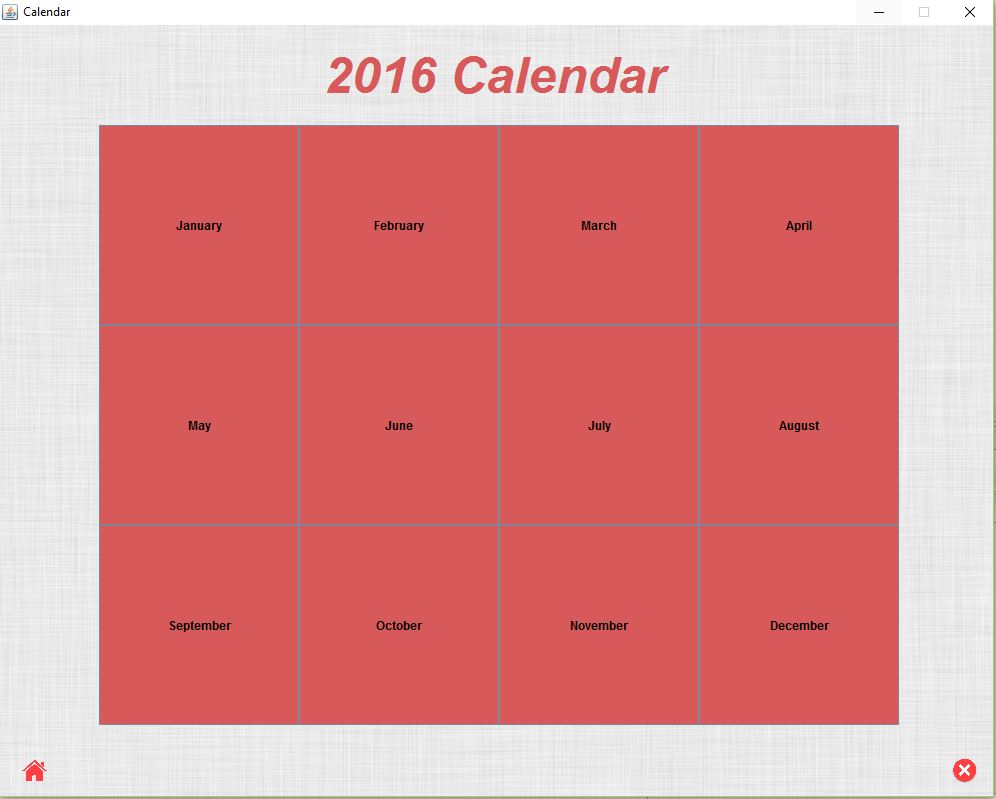 Calendar
2016 Calendar
January February March April
May June July August
September October November December